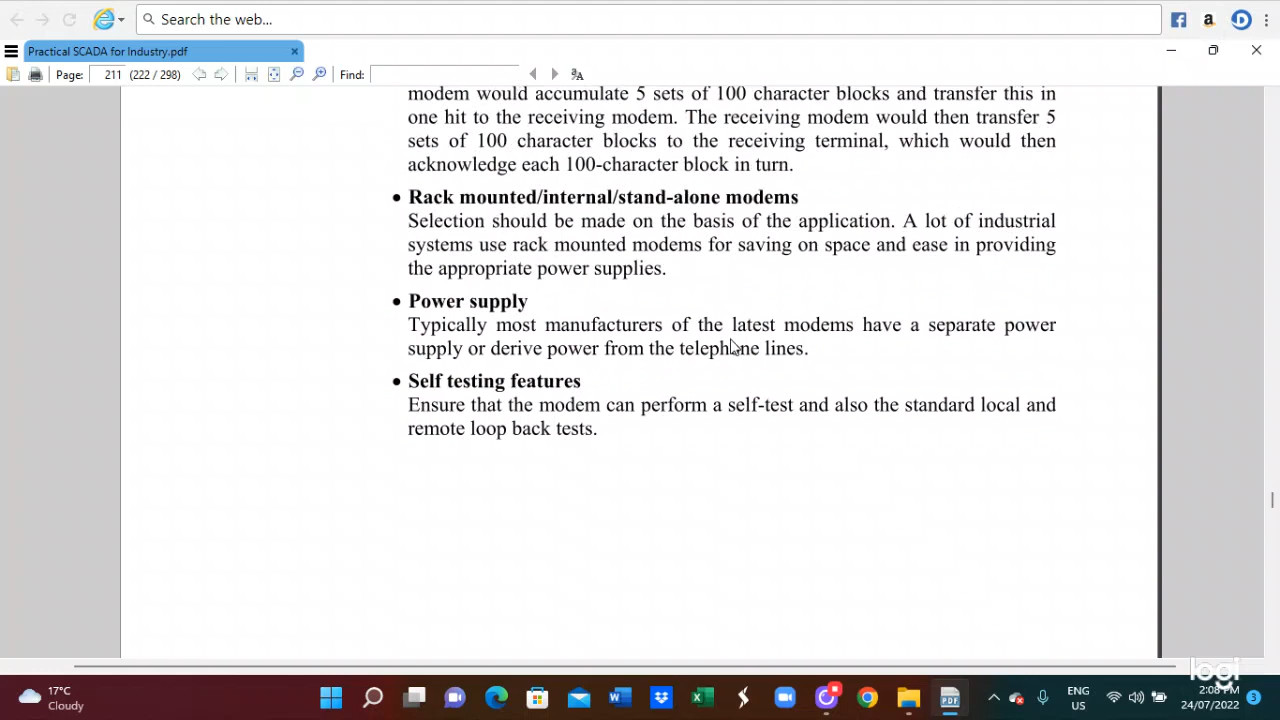 Search the web...
Practical SCADA for Industry.pdf
Page: 211 (222 / 298) Find:
modem would accumulate 5 sets of 100 character blocks and transfer this in
one hit to the receiving modem. The receiving modem would then transfer 5
sets of 100 character blocks to the receiving terminal, which would then
acknowledge each 100-character block in turn.
• Rack mounted/internal/stand-alone modems
Selection should be made on the basis of the application. A lot of industrial
systems use rack mounted modems for saving on space and ease in providing
the appropriate power supplies.
• Power supply
Typically most manufacturers of the latest modems have a separate power
supply or derive power from the telephone lines.
• Self testing features
Ensure that the modem can perform a self-test and also the standard local and
remote loop back tests.
logi
17°C
Cloudy
ENG
US
2:08 PM
24/07/2022
3